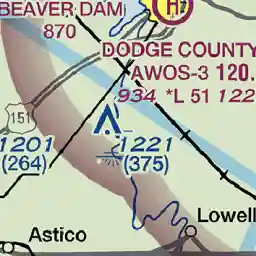 BEAVER DAM
870
H
DODGE COUNTY
AWOS-3 120.
934 *L 51 122
151
1201
(264)
1221
(375)
Lowell
Astico